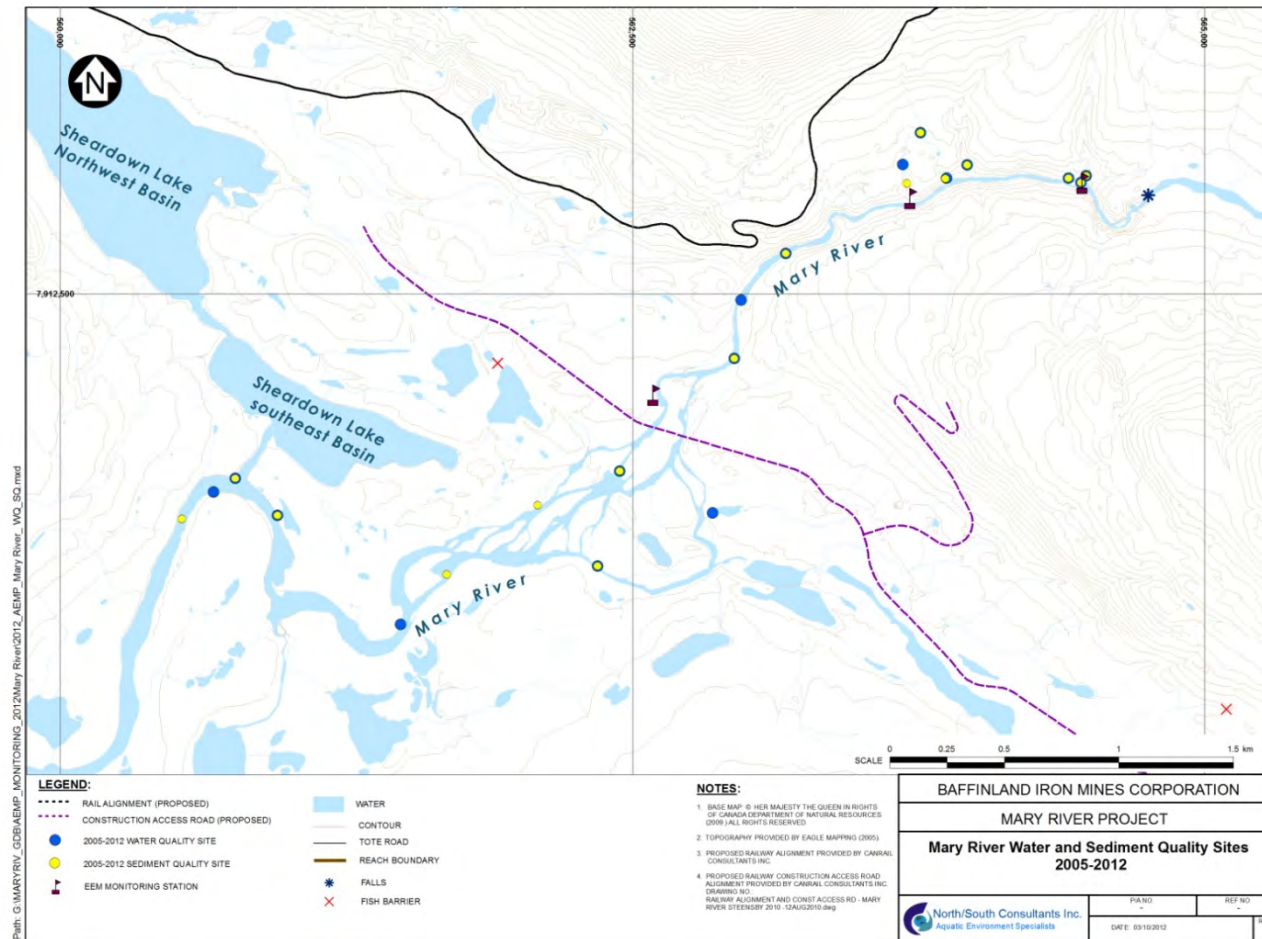 560,000
562,500
565,000
N
Sheardown Lake
Northwest Basin
Mary River
7,912,500
Sheardown Lake
southeast Basin
Mary River
Path: G:\MARYRIV_GDB\AEMP_MONITORING_2012\Mary River\2012_AEMP_Mary River_WQ_SQ.mxd
SCALE
0 0.25 0.5 1 1.5 km
LEGEND:
RAIL ALIGNMENT (PROPOSED)
CONSTRUCTION ACCESS ROAD (PROPOSED)
2005-2012 WATER QUALITY SITE
2005-2012 SEDIMENT QUALITY SITE
EEM MONITORING STATION
WATER
CONTOUR
TOTE ROAD
REACH BOUNDARY
FALLS
FISH BARRIER
NOTES:
1. BASE MAP: © HER MAJESTY THE QUEEN IN RIGHTS
OF CANADA DEPARTMENT OF NATURAL RESOURCES
(2009) ALL RIGHTS RESERVED.
2. TOPOGRAPHY PROVIDED BY EAGLE MAPPING (2005).
3. PROPOSED RAILWAY ALIGNMENT PROVIDED BY CANRAIL
CONSULTANTS INC.
4. PROPOSED RAILWAY CONSTRUCTION ACCESS ROAD
ALIGNMENT PROVIDED BY CANRAIL CONSULTANTS INC.
DRAWING NO.:
RAILWAY ALIGNMENT AND CONST ACCESS RD - MARY
RIVER STEENSBY 2010 -12AUG2010.dwg
BAFFINLAND IRON MINES CORPORATION
MARY RIVER PROJECT
Mary River Water and Sediment Quality Sites
2005-2012
North/South Consultants Inc.
Aquatic Environment Specialists
P/A NO.
-
REF NO
-
DATE: 03/10/2012